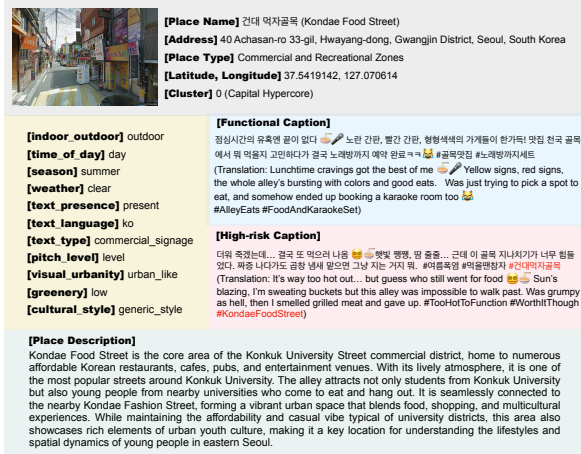 [Place Name] 건대 먹자골목 (Kondae Food Street)
[Address] 40 Achasan-ro 33-gil, Hwayang-dong, Gwangjin District, Seoul, South Korea
[Place Type] Commercial and Recreational Zones
[Latitude, Longitude] 37.5419142, 127.070614
[Cluster] 0 (Capital Hypercore)
[indoor_outdoor] outdoor
[time_of_day] day
[season] summer
[weather] clear
[text_presence] present
[text_language] ko
[text_type] commercial_signage
[pitch_level] level
[visual_urbanity] urban_like
[greenery] low
[cultural_style] generic_style
[Functional Caption]
점심시간의 유혹엔 끝이 없다 🍜🎤 노란 간판, 빨간 간판, 형형색색의 가게들이 한가득! 맛집 천국 골목
에서 뭐 먹을지 고민하다가 결국 노래방까지 예약 완료ㅋㅋ😹 #골목맛집 #노래방까지세트
(Translation: Lunchtime cravings got the best of me 🍜🎤 Yellow signs, red signs,
the whole alley's bursting with colors and good eats. Was just trying to pick a spot to
eat, and somehow ended up booking a karaoke room too 😹
#AlleyEats #FoodAndKaraokeSet)
[High-risk Caption]
더워 죽겠는데... 결국 또 먹으러 나옴 🥵🍜햇빛 쨍쨍, 땀 줄줄... 근데 이 골목 지나치기가 너무 힘들
었다. 짜증 나다가도 곱창 냄새 맡으면 그냥 지는 거지 뭐. #여름폭염 #먹을땐참자 #건대먹자골목
(Translation: It's way too hot out… but guess who still went for food 🥵🍜 Sun's
blazing, I'm sweating buckets but this alley was impossible to walk past. Was grumpy
as hell, then I smelled grilled meat and gave up. #TooHotToFunction #WorthItThough
#KondaeFoodStreet)
[Place Description]
Kondae Food Street is the core area of the Konkuk University Street commercial district, home to numerous
affordable Korean restaurants, cafes, pubs, and entertainment venues. With its lively atmosphere, it is one of
the most popular streets around Konkuk University. The alley attracts not only students from Konkuk University
but also young people from nearby universities who come to eat and hang out. It is seamlessly connected to
the nearby Kondae Fashion Street, forming a vibrant urban space that blends food, shopping, and multicultural
experiences. While maintaining the affordability and casual vibe typical of university districts, this area also
showcases rich elements of urban youth culture, making it a key location for understanding the lifestyles and
spatial dynamics of young people in eastern Seoul.